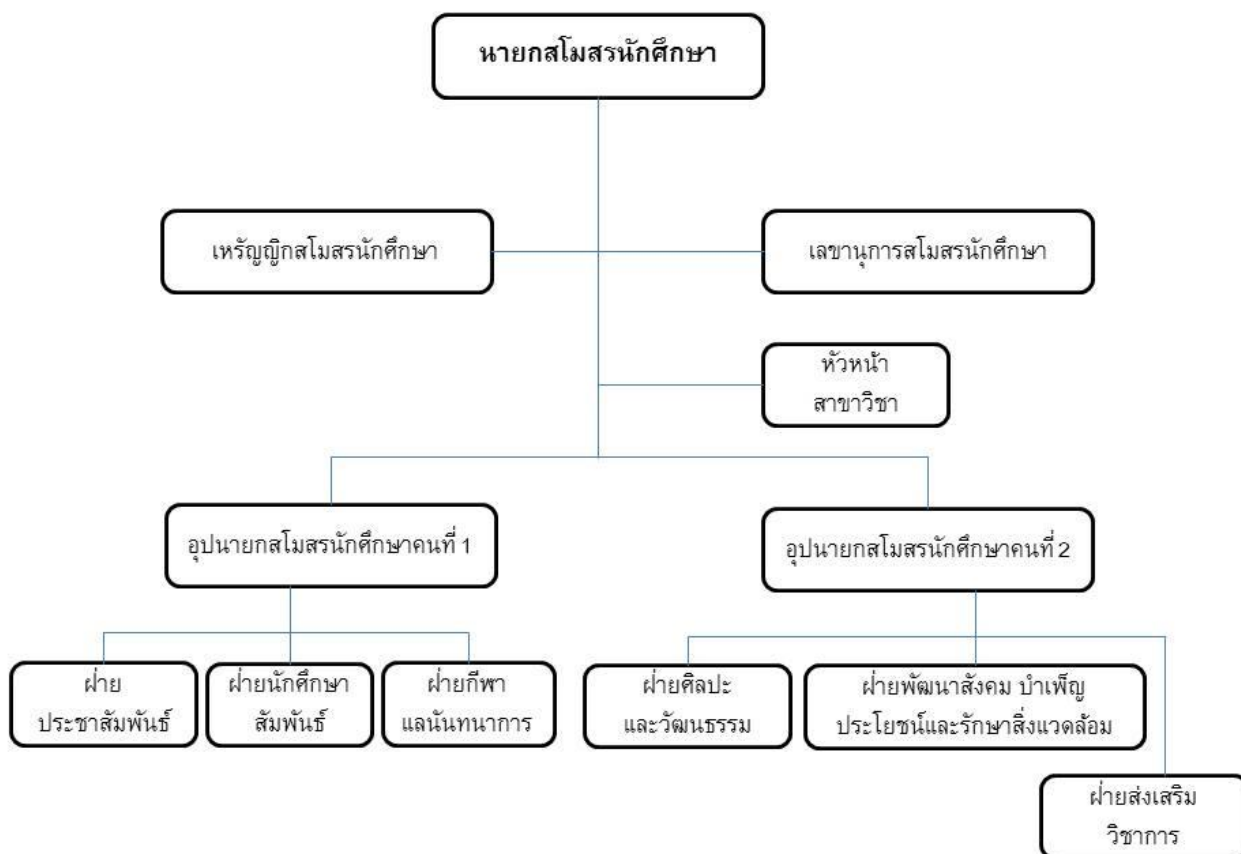 นายกสโมสรนักศึกษา
เหรัญญิกสโมสรนักศึกษา
เลขานุการสโมสรนักศึกษา
หัวหน้า
สาขาวิชา
อุปนายกสโมสรนักศึกษาคนที่ 1
อุปนายกสโมสรนักศึกษาคนที่ 2
ฝ่าย
ประชาสัมพันธ์
ฝ่ายนักศึกษา
สัมพันธ์
ฝ่ายกีฬา
แลนันทนาการ
ฝ่ายศิลปะ
และวัฒนธรรม
ฝ่ายพัฒนาสังคม บำเพ็ญ
ประโยชน์และรักษาสิ่งแวดล้อม
ฝ่ายส่งเสริม
วิชาการ